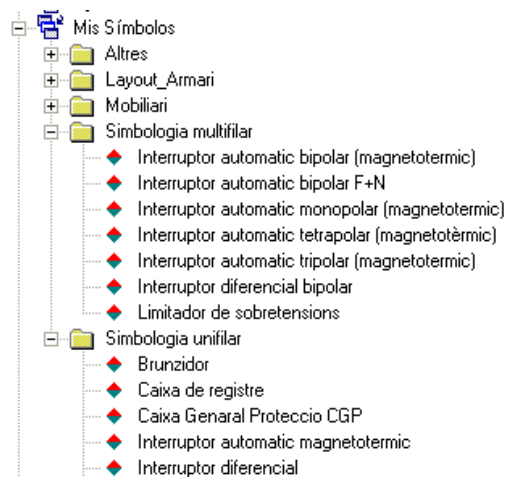 Mis Símbolos
Altres
Layout_Armari
Mobiliari
Simbologia multifilar
Interruptor automatic bipolar (magnetotermic)
Interruptor automatic bipolar F+N
Interruptor automatic monopolar (magnetotermic)
Interruptor automatic tetrapolar (magnetotèrmic)
Interruptor automatic tripolar (magnetotermic)
Interruptor diferencial bipolar
Limitador de sobretensions
Simbologia unifilar
Brunzidor
Caixa de registre
Caixa Genaral Proteccio CGP
Interruptor automatic magnetotermic
Interruptor diferencial